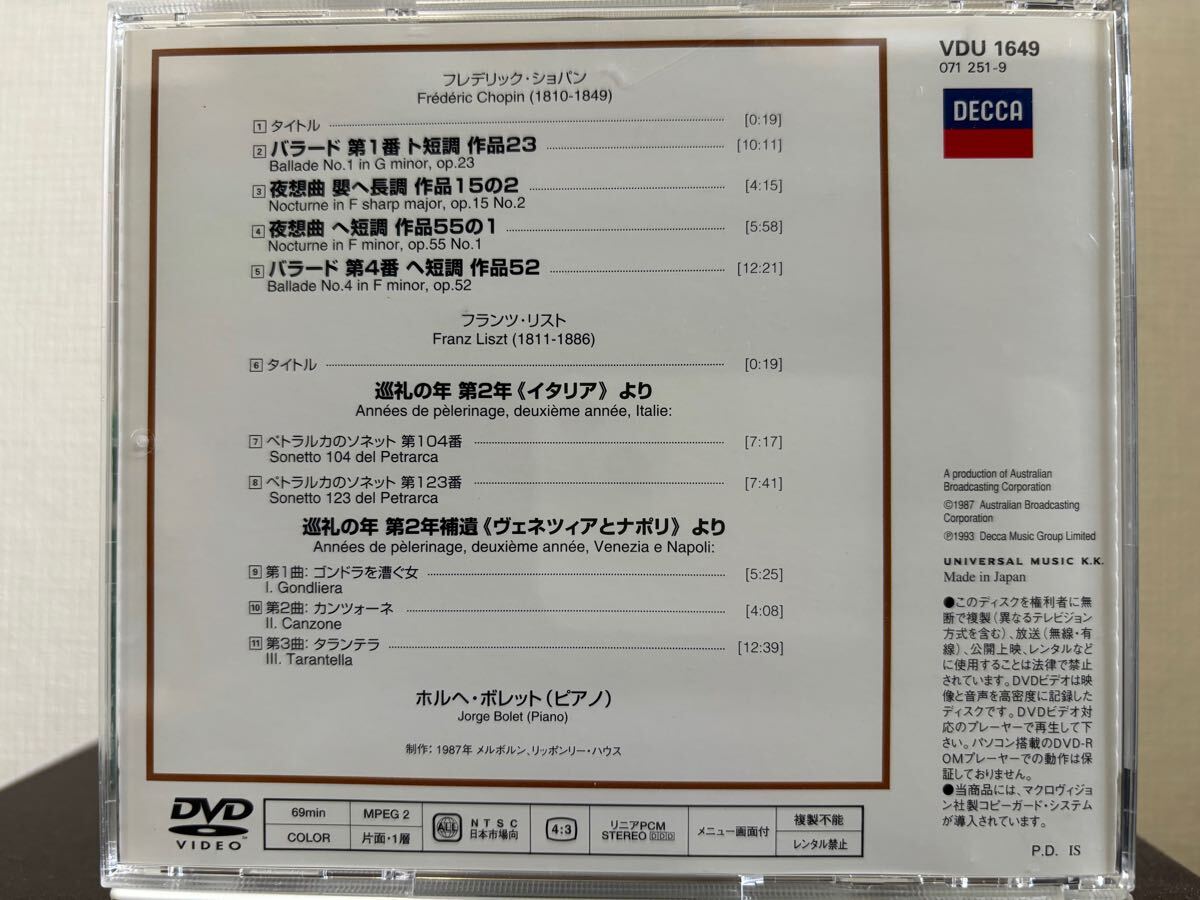 フレデリック・ショパン
Frédéric Chopin (1810-1849)
1 タイトル [0:19]
2 バラード 第1番 ト短調 作品23 [10:11]
Ballade No.1 in G minor, op.23
3 夜想曲 嬰へ長調 作品15の2 [4:15]
Nocturne in F sharp major, op.15 No.2
4 夜想曲 ヘ短調 作品55の1 [5:58]
Nocturne in F minor, op.55 No.1
5 バラード 第4番 ヘ短調 作品52 [12:21]
Ballade No.4 in F minor, op.52
フランツ・リスト
Franz Liszt (1811-1886)
6 タイトル [0:19]
巡礼の年 第2年《イタリア》 より
Années de pèlerinage, deuxième année, Italie:
7 ペトラルカのソネット 第104番 [7:17]
Sonetto 104 del Petrarca
8 ペトラルカのソネット 第123番 [7:41]
Sonetto 123 del Petrarca
巡礼の年 第2年補遺《ヴェネツィアとナポリ》 より
Années de pèlerinage, deuxième année, Venezia e Napoli:
9 第1曲: ゴンドラを漕ぐ女 [5:25]
I. Gondliera
10 第2曲: カンツォーネ [4:08]
II. Canzone
11 第3曲: タランテラ [12:39]
III. Tarantella
ホルヘ・ボレット(ピアノ)
Jorge Bolet (Piano)
制作: 1987年 メルボルン、リッポンリー・ハウス
VDU 1649
071 251-9
DECCA
A production of Australian
Broadcasting Corporation
©1987 Australian Broadcasting
Corporation
℗1993 Decca Music Group Limited
UNIVERSAL MUSIC K.K.
Made in Japan
●このディスクを権利者に無
断で複製(異なるテレビジョン
方式を含む)、放送(無線・有
線)、公開上映、レンタルなど
に使用することは法律で禁止
されています。DVDビデオは映
像と音声を高密度に記録した
ディスクです。DVDビデオ対
応のプレーヤーで再生して下
さい。パソコン搭載のDVD-R
OMプレーヤーでの動作は保
証しておりません。
●当商品には、マクロヴィジョ
ン社製コピーガード・システム
が導入されています。
P.D. IS
DVD
VIDEO
69min
COLOR
MPEG 2
片面・1層
ALL
NTSC
日本市場向
4:3
リニアPCM
STEREO DDD
メニュー画面付
複製不能
レンタル禁止